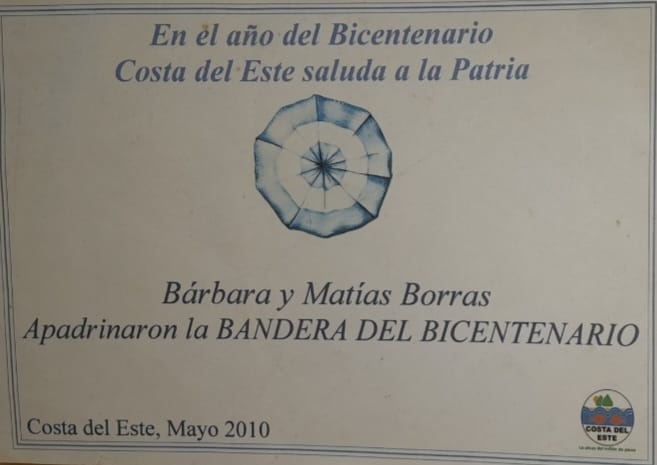 En el año del Bicentenario
Costa del Este saluda a la Patria
Bárbara y Matías Borras
Apadrinaron la BANDERA DEL BICENTENARIO
Costa del Este, Mayo 2010
COSTA DEL
ESTE